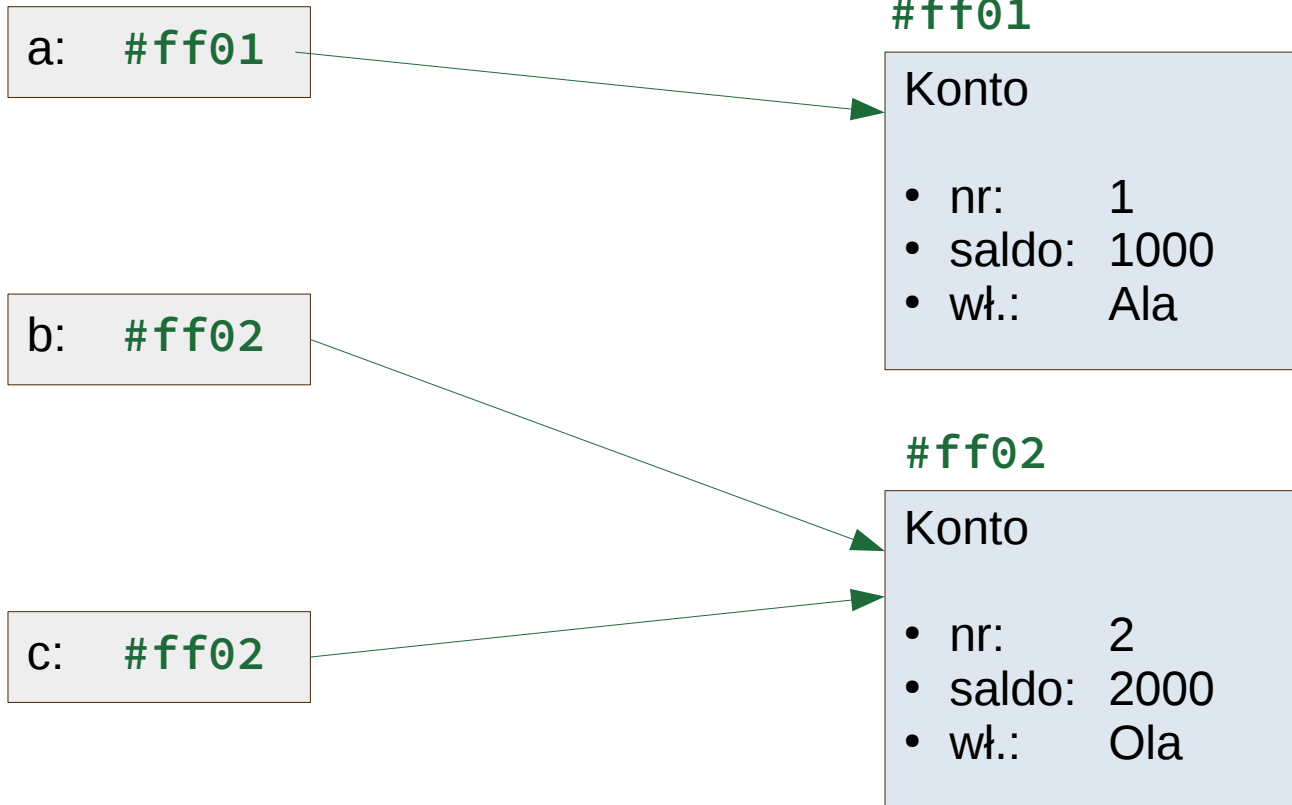 a: #ff01
#ff01
Konto
• nr: 1
• saldo: 1000
• wł.: Ala
b: #ff02
#ff02
Konto
• nr: 2
• saldo: 2000
• wł.: Ola
c: #ff02